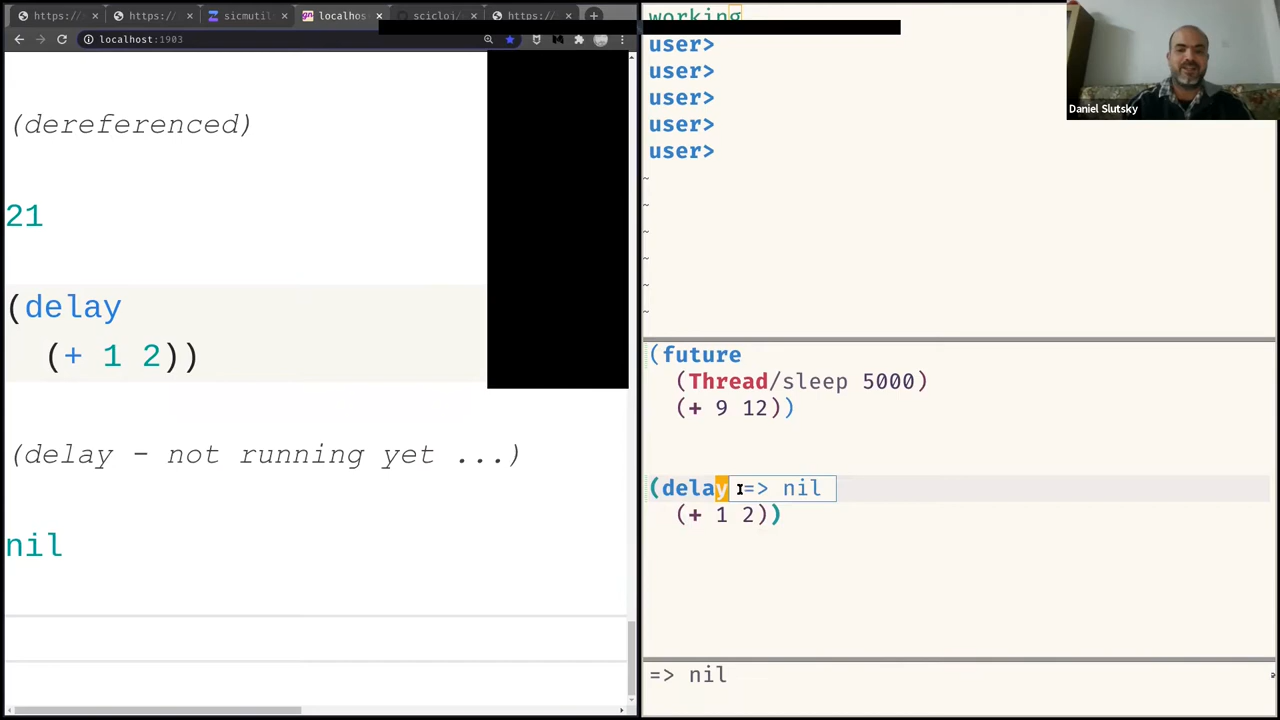 https:/
https:/
sicmutil
localhos
scicloj/
https:/
localhost:1903
(dereferenced)
21
(delay
(+ 1 2))
(delay - not running yet ...)
nil
working
user>
user>
user>
user>
user>
~
~
~
~
~
~
(future
(Thread/sleep 5000)
(+ 9 12))
(delay => nil
(+ 1 2))
=> nil
Daniel Slutsky